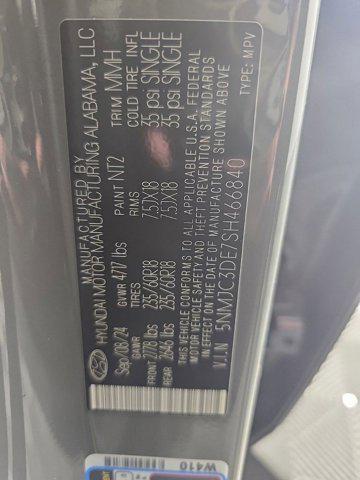 MANUFACTURED BY
HYUNDAI MOTOR MANUFACTURING ALABAMA, LLC
HYUNDAI
Sep/06/24 GVWR 4717 lbs PAINT NT2 TRIM MMH
GAWR TIRES RIMS COLD TIRE INFL
FRONT 2778 lbs 235/60R18 7.5JX18 35 psi SINGLE
REAR 2646 lbs 235/60R18 7.5JX18 35 psi SINGLE
THIS VEHICLE CONFORMS TO ALL APPLICABLE U.S.A. FEDERAL
MOTOR VEHICLE SAFETY AND THEFT PREVENTION STANDARDS
IN EFFECT ON THE DATE OF MANUFACTURE SHOWN ABOVE
V.I.N 5NMJC3DE7SH466840 TYPE: MPV
W410